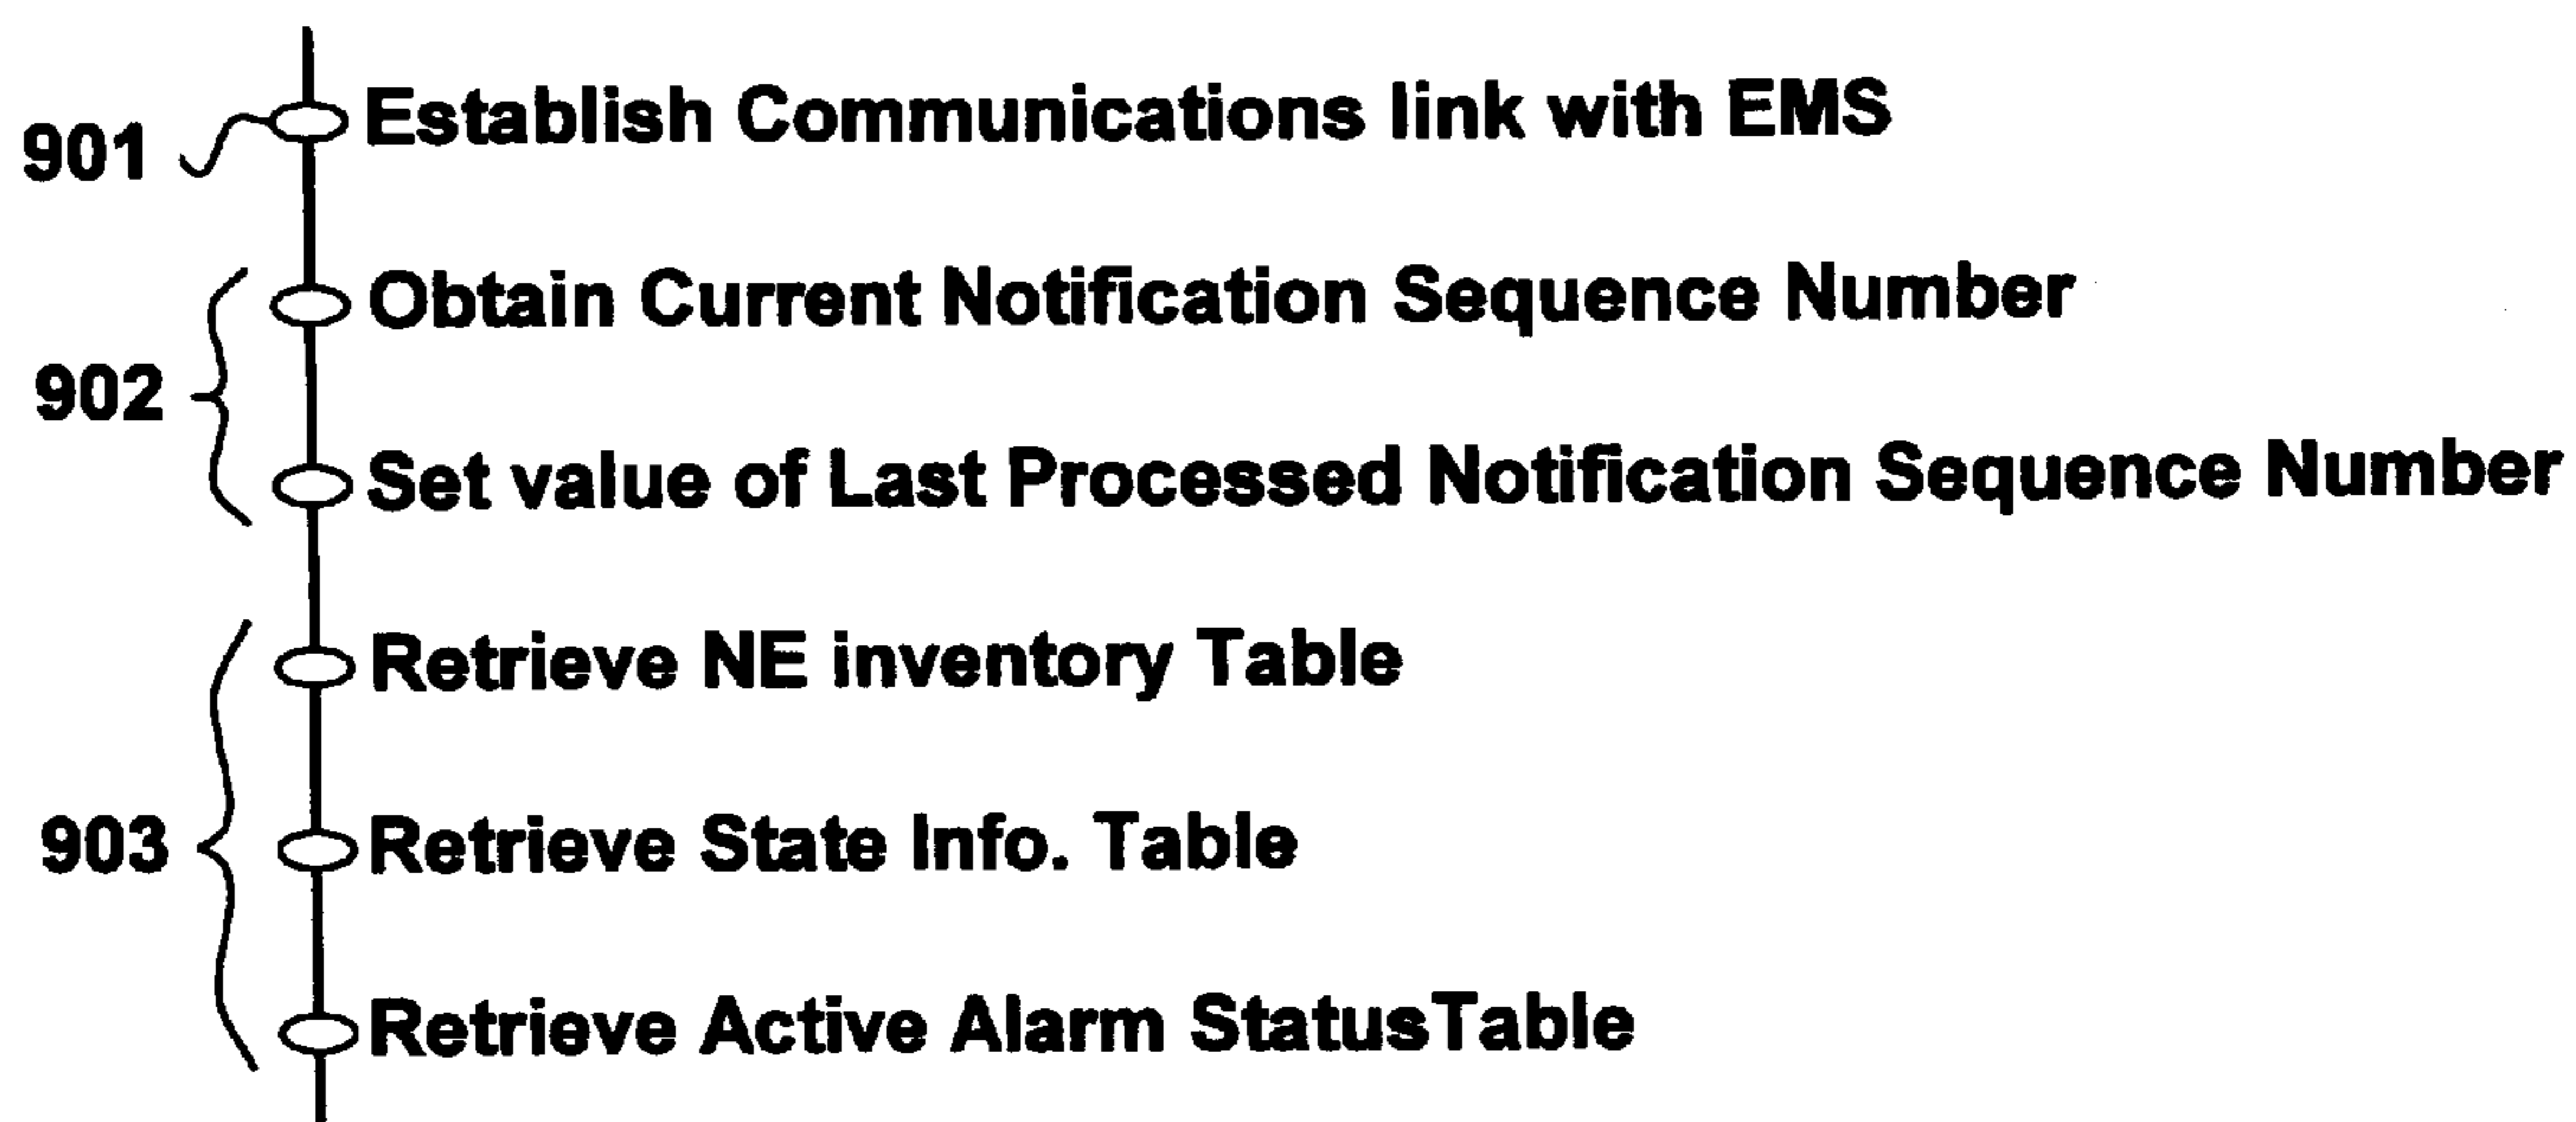 901
Establish Communications link with EMS
902
Obtain Current Notification Sequence Number
Set value of Last Processed Notification Sequence Number
903
Retrieve NE inventory Table
Retrieve State Info. Table
Retrieve Active Alarm StatusTable